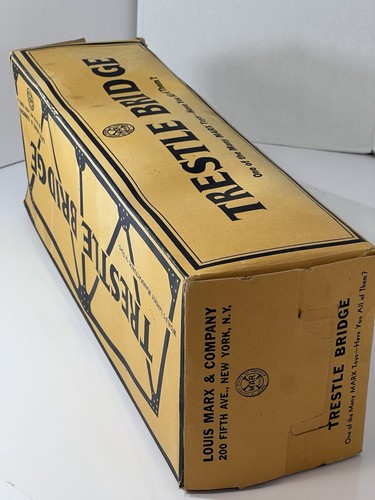 TRESTLE BRIDGE
One of the Many MARX Toys—Have You All of Them?
TRESTLE BRIDGE
LOUIS MARX & COMPANY
200 FIFTH AVE. NEW YORK, N.Y.
MAR
TRESTLE BRIDGE
One of the Many MARX Toys—Have You All of Them?